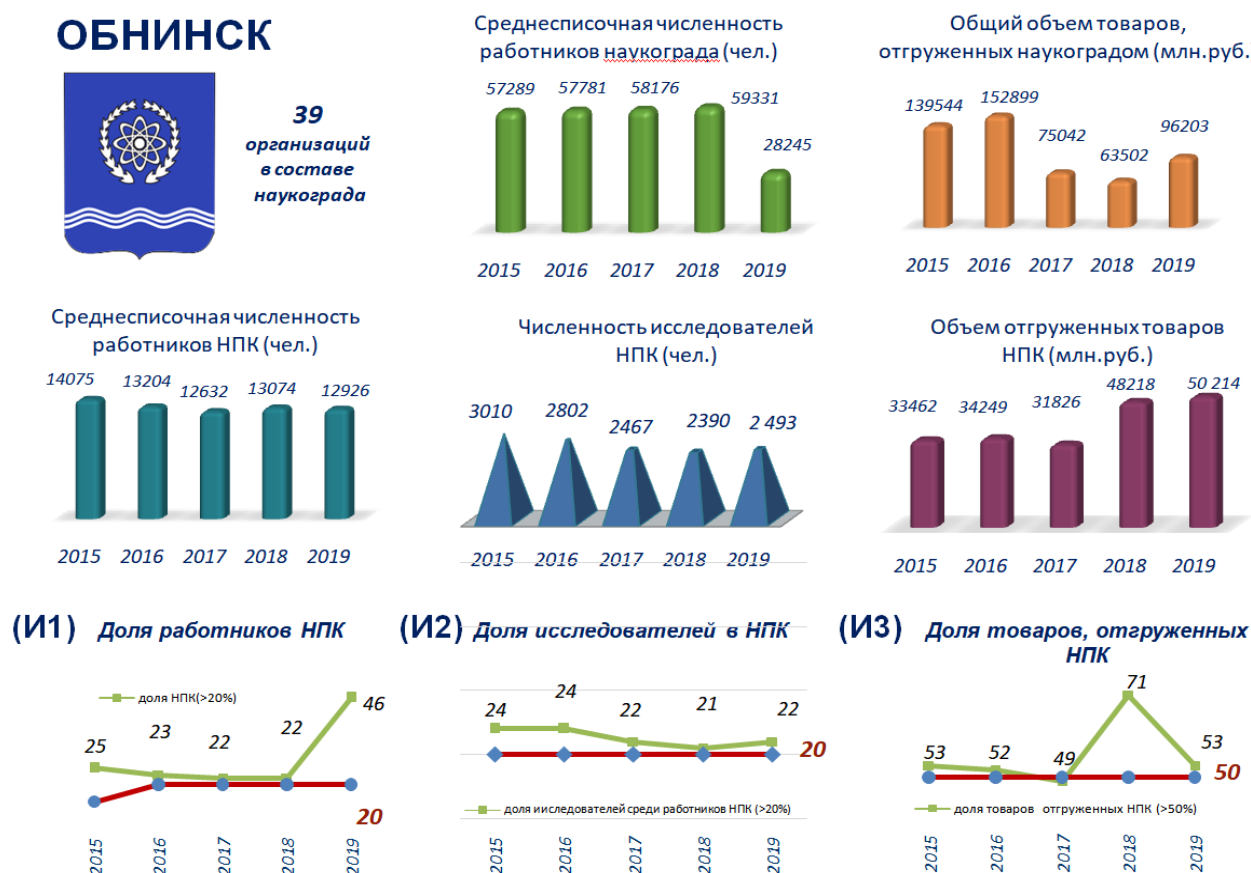 ОБНИНСК
39
организаций
в составе
наукограда
Среднесписочная численность
работников наукограда (чел.)
57289 57781 58176 59331 28245
2015 2016 2017 2018 2019
Общий объем товаров,
отгруженных наукоградом (млн.руб.
139544 152899 75042 63502 96203
2015 2016 2017 2018 2019
Среднесписочная численность
работников НПК (чел.)
14075 13204 12632 13074 12926
2015 2016 2017 2018 2019
Численность исследователей
НПК (чел.)
3010 2802 2467 2390 2 493
2015 2016 2017 2018 2019
Объем отгруженных товаров
НПК (млн.руб.)
33462 34249 31826 48218 50 214
2015 2016 2017 2018 2019
(И1) Доля работников НПК
доля НПК(>20%)
25 23 22 22 46
20
2015 2016 2017 2018 2019
(И2) Доля исследователей в НПК
24 24 22 21 22
20
доля ииследователей среди работников НПК (>20%)
2015 2016 2017 2018 2019
(И3) Доля товаров, отгруженных
НПК
53 52 49 71 53
50
доля товаров отгруженных НПК (>50%)
2015 2016 2017 2018 2019